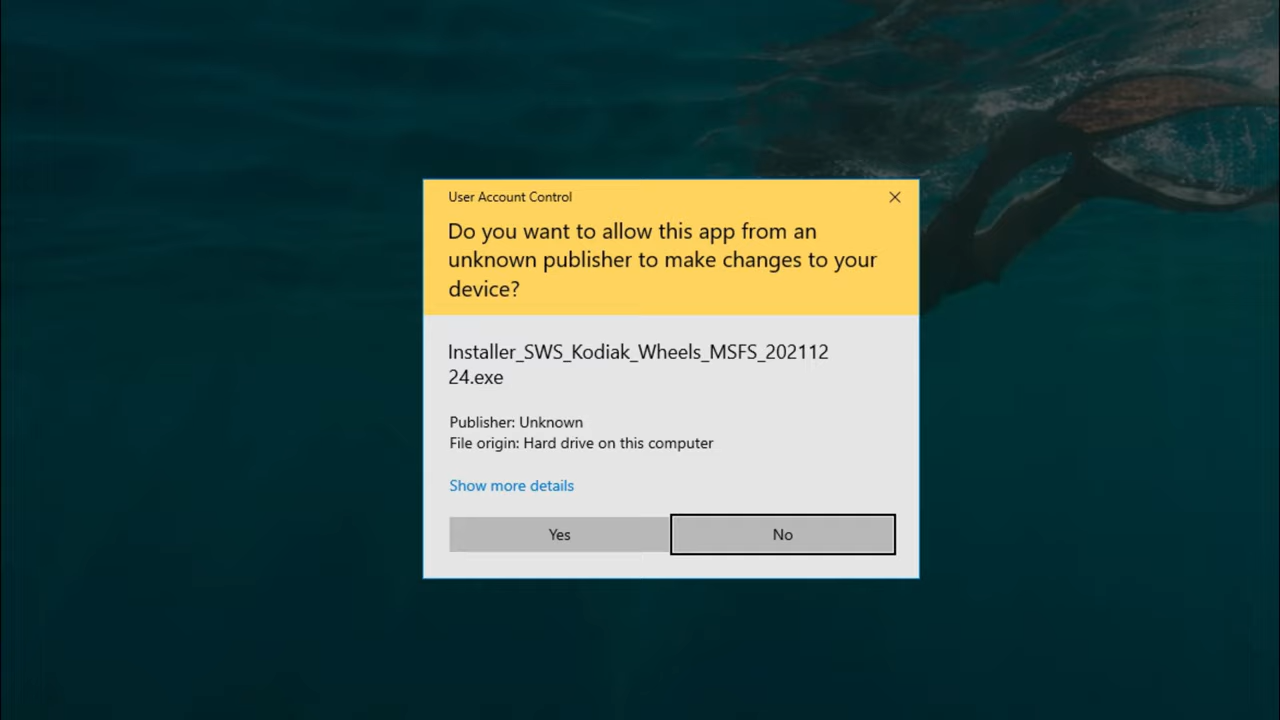 User Account Control
Do you want to allow this app from an
unknown publisher to make changes to your
device?
Installer_SWS_Kodiak_Wheels_MSFS_202111
24.exe
Publisher: Unknown
File origin: Hard drive on this computer
Show more details
Yes
No